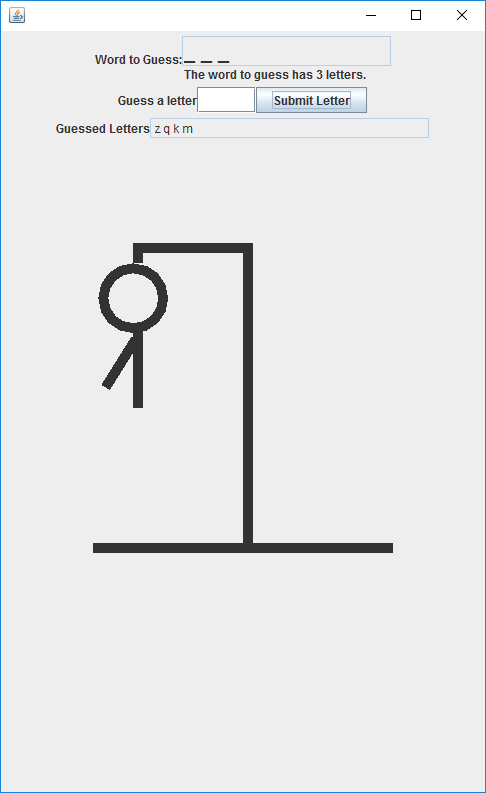 Word to Guess: _ _ _
The word to guess has 3 letters.
Guess a letter Submit Letter
Guessed Letters z q k m